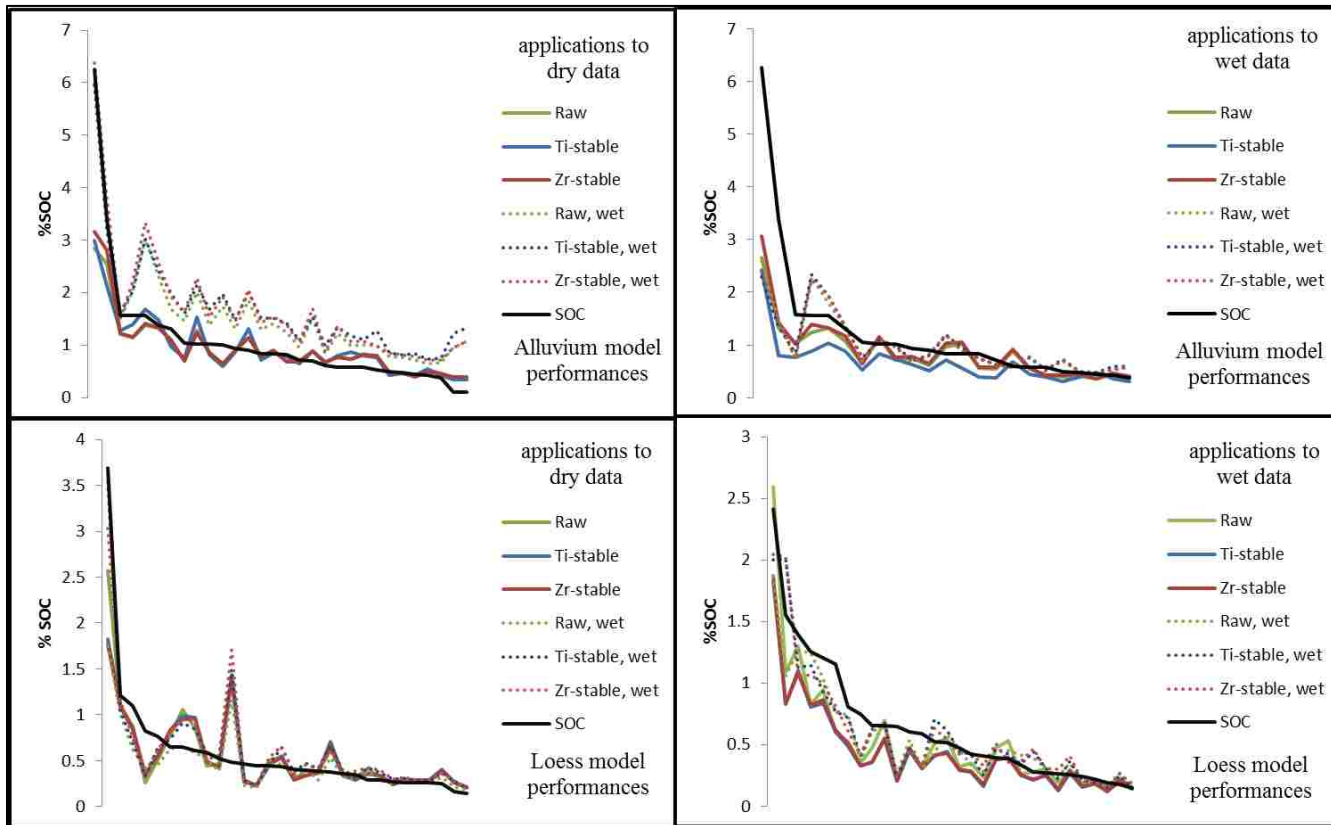 7
6
5
4
3
2
1
0
%SOC
applications to
dry data
Raw
Ti-stable
Zr-stable
Raw, wet
Ti-stable, wet
Zr-stable, wet
SOC
Alluvium model
performances
7
6
5
4
3
2
1
0
%SOC
applications to
wet data
Raw
Ti-stable
Zr-stable
Raw, wet
Ti-stable, wet
Zr-stable, wet
SOC
Alluvium model
performances
4
3.5
3
2.5
2
1.5
1
0.5
0
% SOC
applications to
dry data
Raw
Ti-stable
Zr-stable
Raw, wet
Ti-stable, wet
Zr-stable, wet
SOC
Loess model
performances
3
2.5
2
1.5
1
0.5
0
%SOC
applications to
wet data
Raw
Ti-stable
Zr-stable
Raw, wet
Ti-stable, wet
Zr-stable, wet
SOC
Loess model
performances